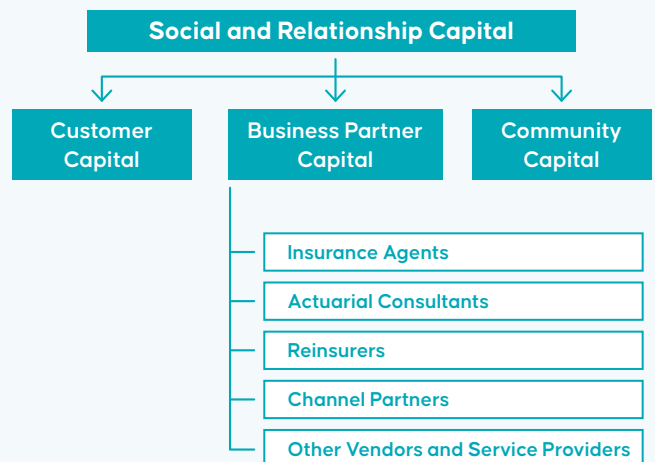 Social and Relationship Capital
Customer
Capital
Business Partner
Capital
Community
Capital
Insurance Agents
Actuarial Consultants
Reinsurers
Channel Partners
Other Vendors and Service Providers